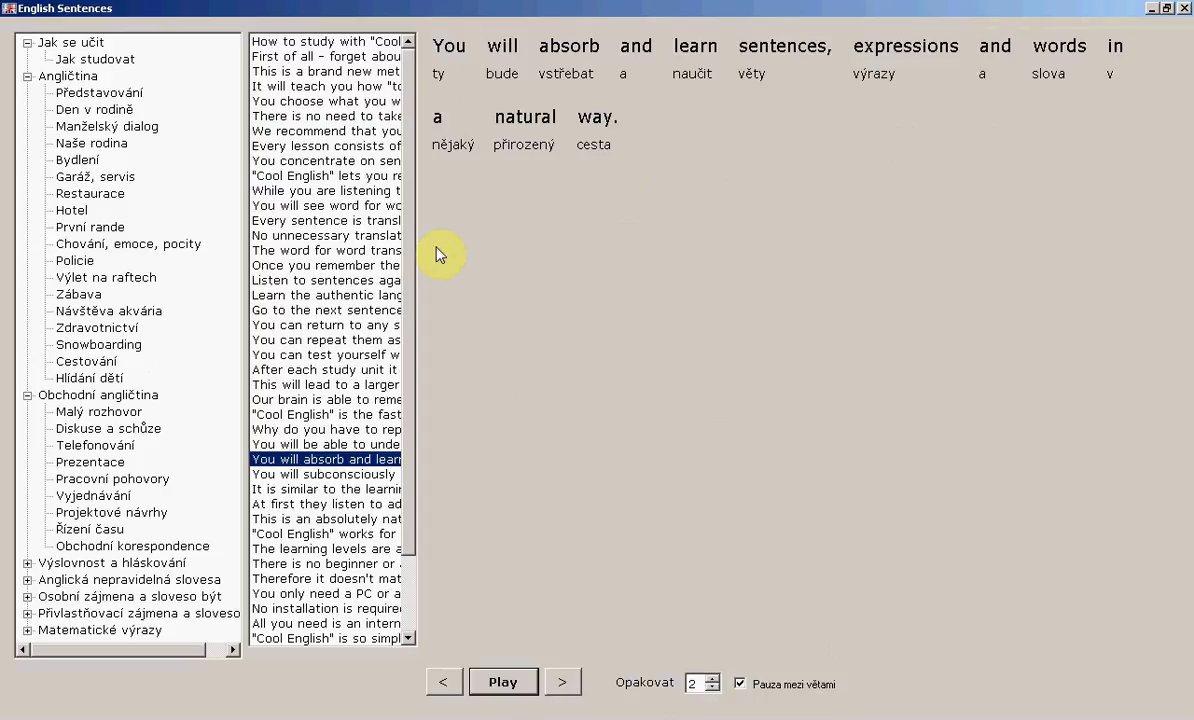 English Sentences
Jak se učit
Jak studovat
Angličtina
Představování
Den v rodině
Manželský dialog
Naše rodina
Bydlení
Garáž, servis
Restaurace
Hotel
První rande
Chování, emoce, pocity
Policie
Výlet na raftech
Zábava
Návštěva akvária
Zdravotnictví
Snowboarding
Cestování
Hlídání dětí
Obchodní angličtina
Malý rozhovor
Diskuse a schůze
Telefonování
Prezentace
Pracovní pohovory
Vyjednávání
Projektové návrhy
Řízení času
Obchodní korespondence
Výslovnost a hláskování
Anglická nepravidelná slovesa
Osobní zájmena a sloveso být
Přivlastňovací zájmena a sloveso
Matematické výrazy
How to study with "Cool
First of all - forget abou
This is a brand new met
It will teach you how "to
You choose what you w
There is no need to take
We recommend that you
Every lesson consists of
You concentrate on sen
"Cool English" lets you re
While you are listening t
You will see word for wo
Every sentence is transl
No unnecessary translat
The word for word trans
Once you remember the
Listen to sentences aga
Learn the authentic lang
Go to the next sentence
You can return to any s
You can repeat them as
You can test yourself w
After each study unit it
This will lead to a larger
Our brain is able to reme
"Cool English" is the fast
Why do you have to rep
You will be able to unde
You will absorb and learn
You will subconsciously
It is similar to the learnin
At first they listen to ad
This is an absolutely nat
"Cool English" works for
The learning levels are a
There is no beginner or
Therefore it doesn't mat
You only need a PC or a
No installation is require
All you need is an intern
"Cool English" is so simpl
You will absorb and learn sentences, expressions and words in
ty bude vstřebat a naučit věty výrazy a slova v
a natural way.
nějaký přirozený cesta
< Play > Opakovat 2 Pauza mezi větami